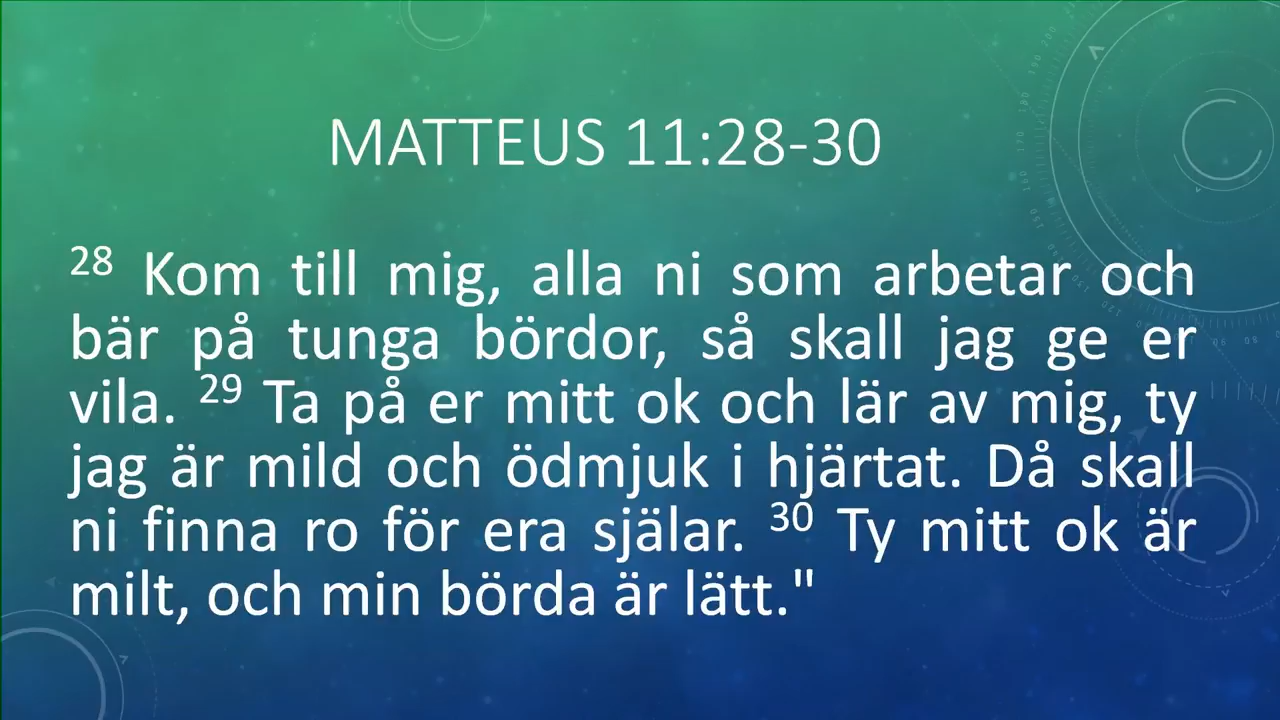 MATTEUS 11:28-30
28 Kom till mig, alla ni som arbetar och
bär på tunga bördor, så skall jag ge er
vila. 29 Ta på er mitt ok och lär av mig, ty
jag är mild och ödmjuk i hjärtat. Då skall
ni finna ro för era själar. 30 Ty mitt ok är
milt, och min börda är lätt."